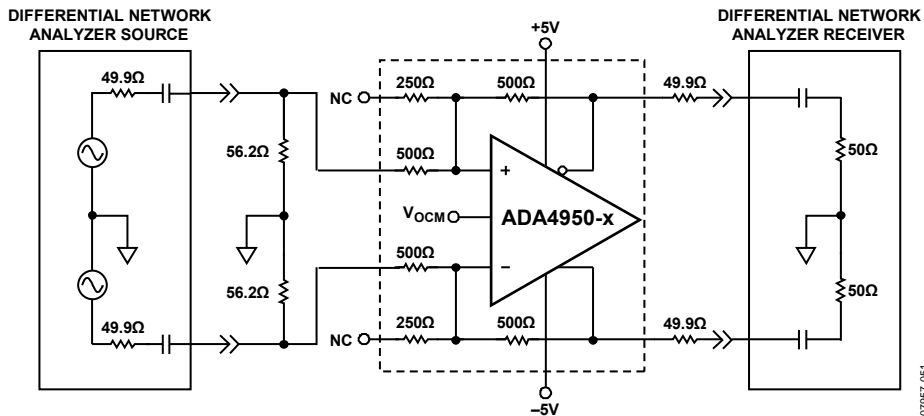 DIFFERENTIAL NETWORK
ANALYZER SOURCE
DIFFERENTIAL NETWORK
ANALYZER RECEIVER
+5V
49.9Ω
NC
250Ω
500Ω
49.9Ω
56.2Ω
500Ω
50Ω
+
VOCM
ADA4950-x
500Ω
–
56.2Ω
50Ω
49.9Ω
NC
250Ω
500Ω
49.9Ω
–5V